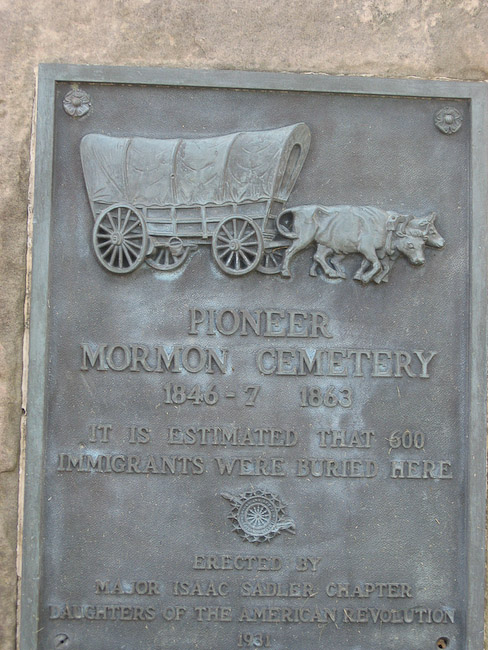 PIONEER
MORMON CEMETERY
1846-7 1863
IT IS ESTIMATED THAT 600
IMMIGRANTS WERE BURIED HERE
ERECTED BY
MAJOR ISAAC SADLER CHAPTER
DAUGHTERS OF THE AMERICAN REVOLUTION
1931